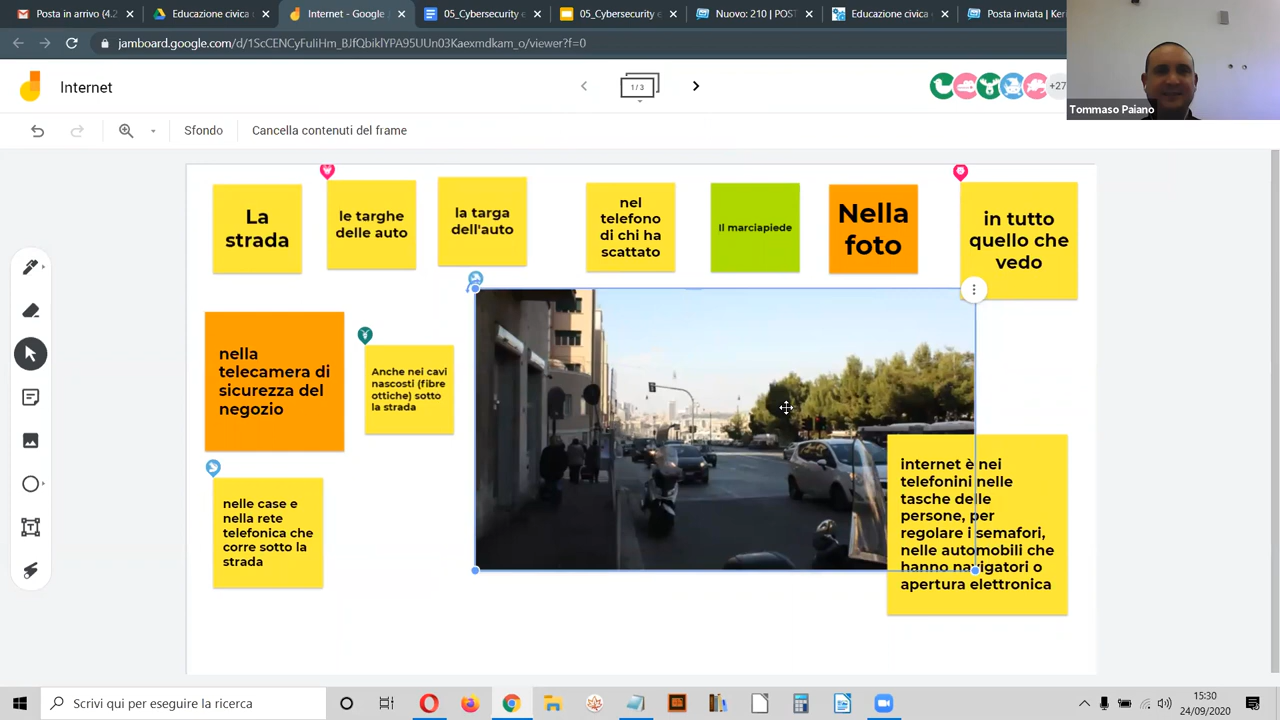 Posta in arrivo (4.2
Educazione civica
Internet - Google
05_Cybersecurity e
05_Cybersecurity e
Nuovo: 210 | POST
Educazione civica
Posta inviata | Keri
jamboard.google.com/d/1ScCENCyFuIiHm_BJfQbiklYPA95UUn03Kaexmdkam_o/viewer?f=0
Internet
1/3
+27
Tommaso Paiano
Sfondo
Cancella contenuti del frame
La
strada
le targhe
delle auto
la targa
dell'auto
nel
telefono
di chi ha
scattato
Il marciapiede
Nella
foto
in tutto
quello che
vedo
nella
telecamera di
sicurezza del
negozio
Anche nei cavi
nascosti (fibre
ottiche) sotto
la strada
nelle case e
nella rete
telefonica che
corre sotto la
strada
internet è nei
telefonini nelle
tasche delle
persone, per
regolare i semafori,
nelle automobili che
hanno navigatori o
apertura elettronica
Scrivi qui per eseguire la ricerca
15:30
24/09/2020